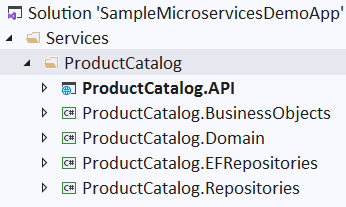 Solution 'SampleMicroservicesDemoApp'
Services
ProductCatalog
ProductCatalog.API
C# ProductCatalog.BusinessObjects
C# ProductCatalog.Domain
C# ProductCatalog.EFRepositories
C# ProductCatalog.Repositories